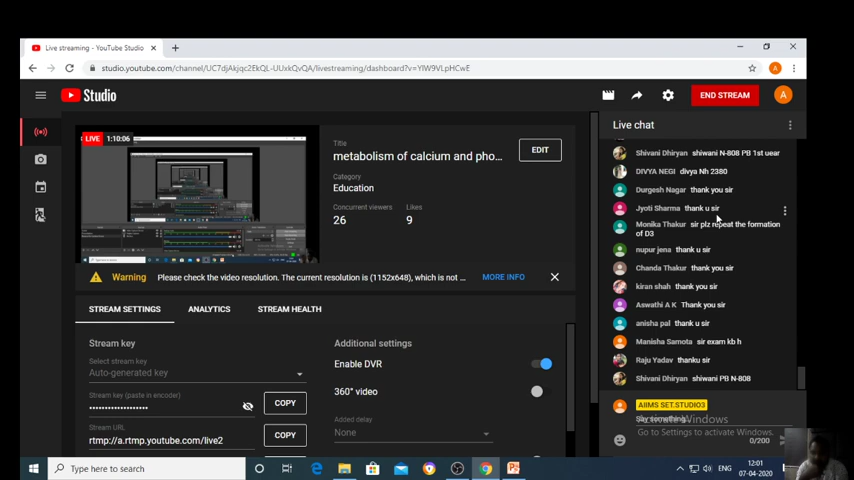 Live streaming - YouTube Studio
studio.youtube.com/channel/UC7djAkjqc2EkQL-UUxkQvQA/livestreaming/dashboard?v=YlW9VLpHCwE
A
Studio
END STREAM
A
LIVE 1:10:06
Title
metabolism of calcium and pho...
EDIT
Category
Education
Concurrent viewers
Likes
26
9
Warning Please check the video resolution. The current resolution is (1152x648), which is not ...
MORE INFO
STREAM SETTINGS
ANALYTICS
STREAM HEALTH
Stream key
Select stream key
Auto-generated key
Stream key (paste in encoder)
COPY
Stream URL
rtmp://a.rtmp.youtube.com/live2
COPY
Additional settings
Enable DVR
360° video
Added delay
None
Live chat
Shivani Dhiryan shiwani N-808 PB 1st uear
DIVYA NEGI divya Nh 2380
Durgesh Nagar thank you sir
Jyoti Sharma thank u sir
Monika Thakur sir plz repeat the formation
of D3
nupur jena thank u sir
Chanda Thakur thank you sir
kiran shah thank you sir
Aswathi A K Thank you sir
anisha pal thank u sir
Manisha Samota sir exam kb h
Raju Yadav thanku sir
Shivani Dhiryan shiwani PB N-808
AIIMS SET.STUDIO3
Say something...
Activate Windows
Go to Settings to activate Windows.
0/200
Type here to search
ENG
12:01
07-04-2020